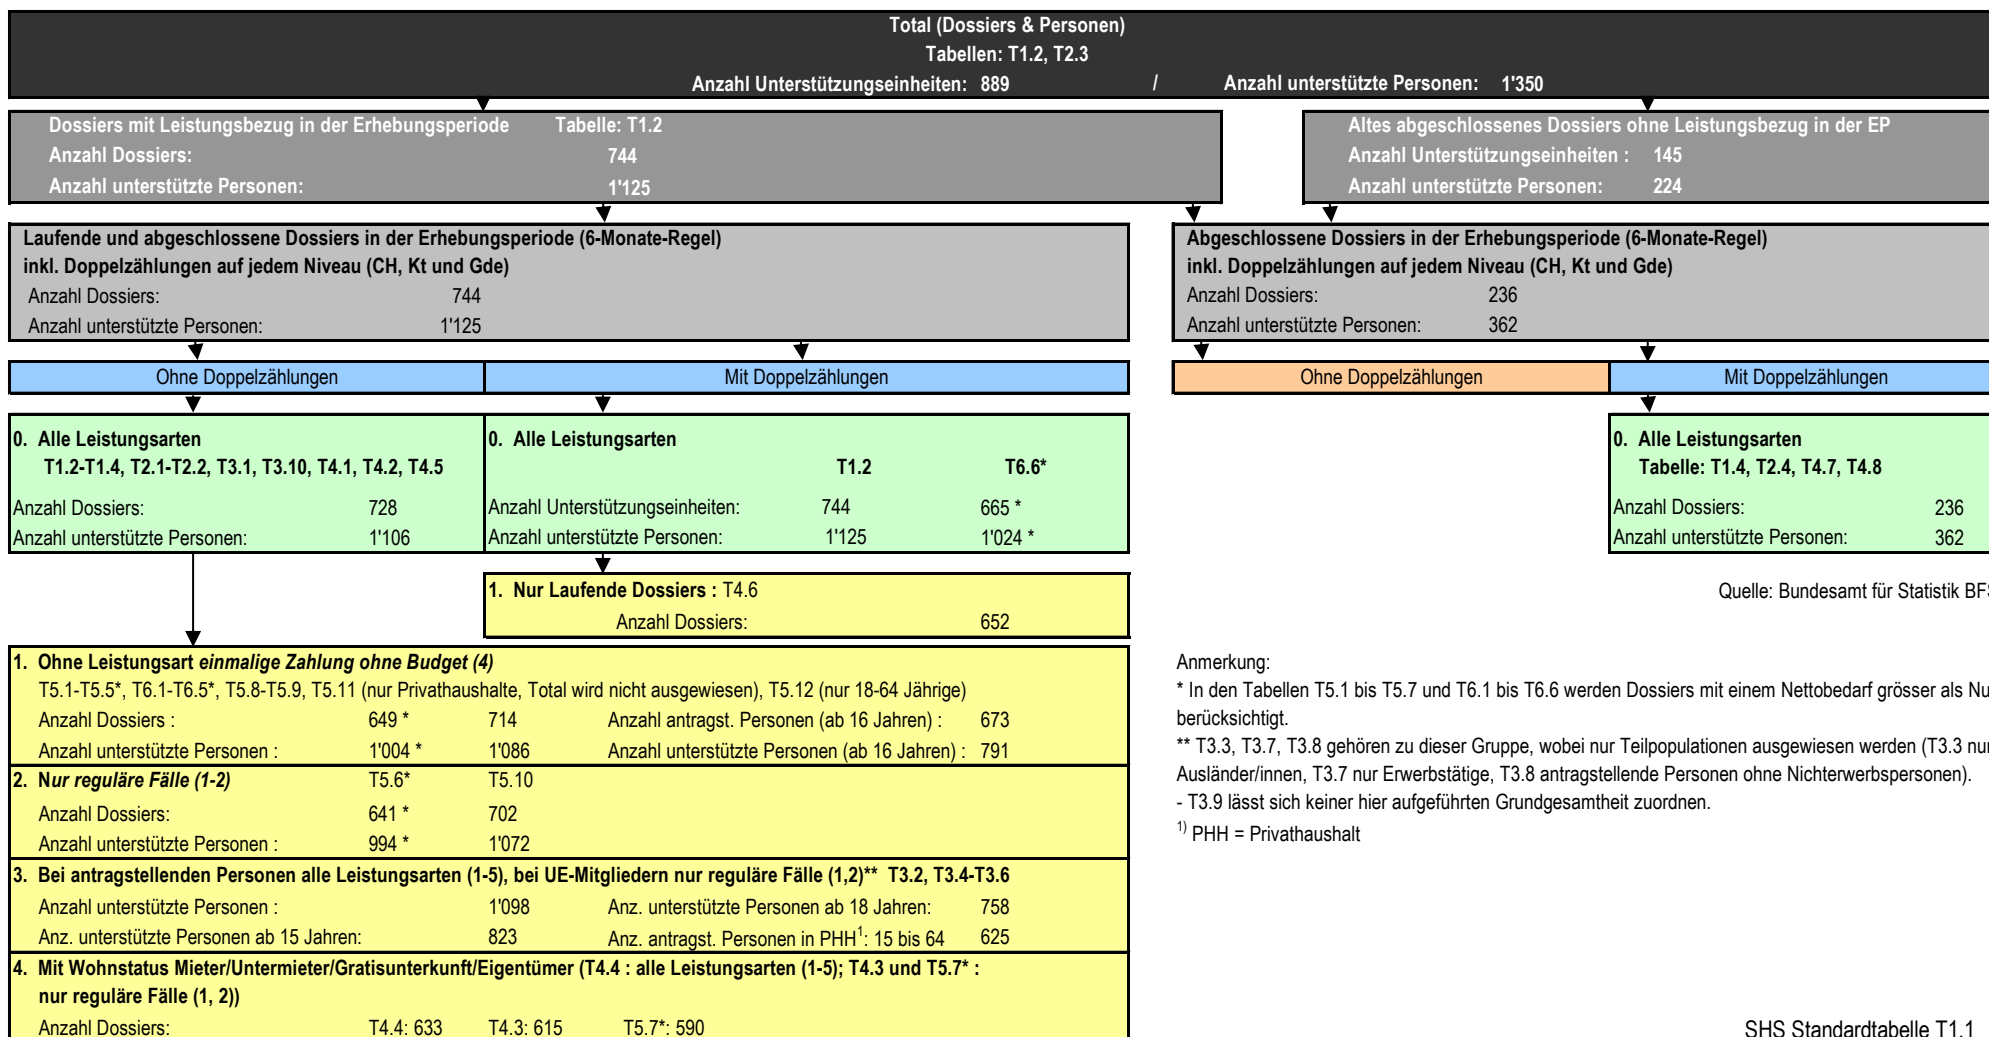 Total (Dossiers & Personen)
Tabellen: T1.2, T2.3
Anzahl Unterstützungseinheiten: 889 / Anzahl unterstützte Personen: 1'350
Dossiers mit Leistungsbezug in der Erhebungsperiode Tabelle: T1.2
Anzahl Dossiers: 744
Anzahl unterstützte Personen: 1'125
Altes abgeschlossenes Dossiers ohne Leistungsbezug in der EP
Anzahl Unterstützungseinheiten : 145
Anzahl unterstützte Personen: 224
Laufende und abgeschlossene Dossiers in der Erhebungsperiode (6-Monate-Regel)
inkl. Doppelzählungen auf jedem Niveau (CH, Kt und Gde)
Anzahl Dossiers: 744
Anzahl unterstützte Personen: 1'125
Abgeschlossene Dossiers in der Erhebungsperiode (6-Monate-Regel)
inkl. Doppelzählungen auf jedem Niveau (CH, Kt und Gde)
Anzahl Dossiers: 236
Anzahl unterstützte Personen: 362
Ohne Doppelzählungen
Mit Doppelzählungen
Ohne Doppelzählungen
Mit Doppelzählungen
0. Alle Leistungsarten
T1.2-T1.4, T2.1-T2.2, T3.1, T3.10, T4.1, T4.2, T4.5
Anzahl Dossiers: 728
Anzahl unterstützte Personen: 1'106
0. Alle Leistungsarten
T1.2 T6.6*
Anzahl Unterstützungseinheiten: 744 665 *
Anzahl unterstützte Personen: 1'125 1'024 *
0. Alle Leistungsarten
Tabelle: T1.4, T2.4, T4.7, T4.8
Anzahl Dossiers: 236
Anzahl unterstützte Personen: 362
1. Nur Laufende Dossiers : T4.6
Anzahl Dossiers: 652
Quelle: Bundesamt für Statistik BFS
1. Ohne Leistungsart einmalige Zahlung ohne Budget (4)
T5.1-T5.5*, T6.1-T6.5*, T5.8-T5.9, T5.11 (nur Privathaushalte, Total wird nicht ausgewiesen), T5.12 (nur 18-64 Jährige)
Anzahl Dossiers : 649 * 714 Anzahl antragst. Personen (ab 16 Jahren) : 673
Anzahl unterstützte Personen : 1'004 * 1'086 Anzahl unterstützte Personen (ab 16 Jahren) : 791
2. Nur reguläre Fälle (1-2) T5.6* T5.10
Anzahl Dossiers: 641 * 702
Anzahl unterstützte Personen : 994 * 1'072
3. Bei antragstellenden Personen alle Leistungsarten (1-5), bei UE-Mitgliedern nur reguläre Fälle (1,2)** T3.2, T3.4-T3.6
Anzahl unterstützte Personen : 1'098 Anz. unterstützte Personen ab 18 Jahren: 758
Anz. unterstützte Personen ab 15 Jahren: 823 Anz. antragst. Personen in PHH1: 15 bis 64 625
4. Mit Wohnstatus Mieter/Untermieter/Gratisunterkunft/Eigentümer (T4.4 : alle Leistungsarten (1-5); T4.3 und T5.7* :
nur reguläre Fälle (1, 2))
Anzahl Dossiers: T4.4: 633 T4.3: 615 T5.7*: 590
Anmerkung:
* In den Tabellen T5.1 bis T5.7 und T6.1 bis T6.6 werden Dossiers mit einem Nettobedarf grösser als Nu
berücksichtigt.
** T3.3, T3.7, T3.8 gehören zu dieser Gruppe, wobei nur Teilpopulationen ausgewiesen werden (T3.3 nur
Ausländer/innen, T3.7 nur Erwerbstätige, T3.8 antragstellende Personen ohne Nichterwerbspersonen).
- T3.9 lässt sich keiner hier aufgeführten Grundgesamtheit zuordnen.
1) PHH = Privathaushalt
SHS Standardtabelle T1.1